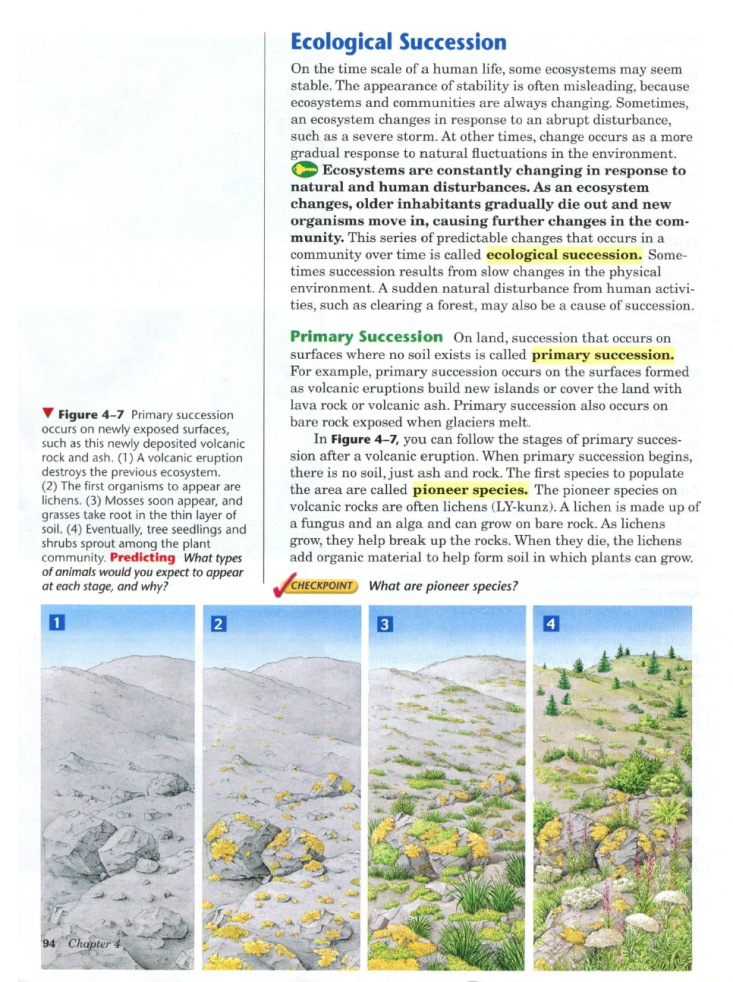 Ecological Succession
On the time scale of a human life, some ecosystems may seem
stable. The appearance of stability is often misleading, because
ecosystems and communities are always changing. Sometimes,
an ecosystem changes in response to an abrupt disturbance,
such as a severe storm. At other times, change occurs as a more
gradual response to natural fluctuations in the environment.
Ecosystems are constantly changing in response to
natural and human disturbances. As an ecosystem
changes, older inhabitants gradually die out and new
organisms move in, causing further changes in the com-
munity. This series of predictable changes that occurs in a
community over time is called ecological succession. Some-
times succession results from slow changes in the physical
environment. A sudden natural disturbance from human activi-
ties, such as clearing a forest, may also be a cause of succession.
Primary Succession On land, succession that occurs on
surfaces where no soil exists is called primary succession.
For example, primary succession occurs on the surfaces formed
as volcanic eruptions build new islands or cover the land with
lava rock or volcanic ash. Primary succession also occurs on
bare rock exposed when glaciers melt.
In Figure 4–7, you can follow the stages of primary succes-
sion after a volcanic eruption. When primary succession begins,
there is no soil, just ash and rock. The first species to populate
the area are called pioneer species. The pioneer species on
volcanic rocks are often lichens (LY-kunz). A lichen is made up of
a fungus and an alga and can grow on bare rock. As lichens
grow, they help break up the rocks. When they die, the lichens
add organic material to help form soil in which plants can grow.
CHECKPOINT What are pioneer species?
▼ Figure 4–7 Primary succession
occurs on newly exposed surfaces,
such as this newly deposited volcanic
rock and ash. (1) A volcanic eruption
destroys the previous ecosystem.
(2) The first organisms to appear are
lichens. (3) Mosses soon appear, and
grasses take root in the thin layer of
soil. (4) Eventually, tree seedlings and
shrubs sprout among the plant
community. Predicting What types
of animals would you expect to appear
at each stage, and why?
1
2
3
4
94 Chapter 4